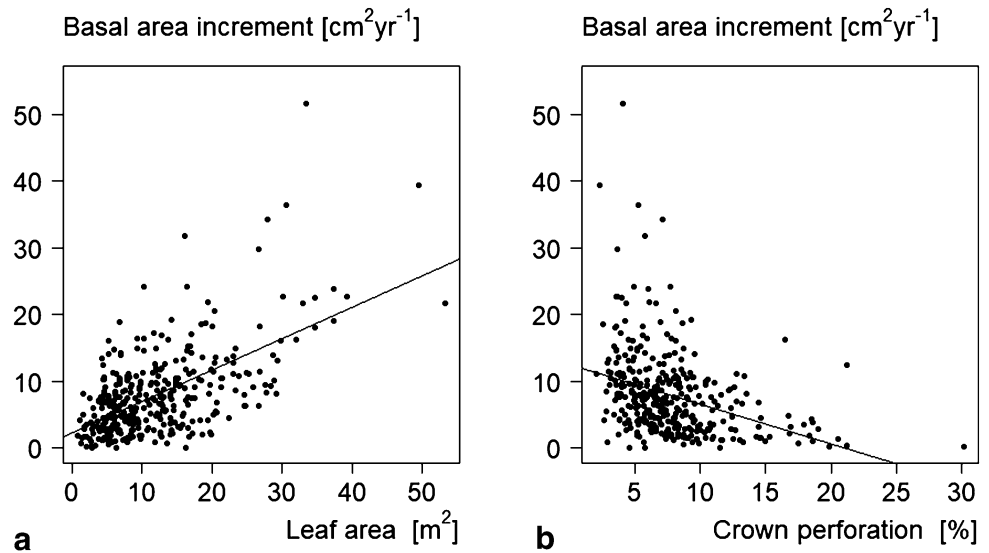 Basal area increment [cm²yr⁻¹]
50
40
30
20
10
0
0 10 20 30 40 50
Leaf area [m²]
a
Basal area increment [cm²yr⁻¹]
50
40
30
20
10
0
5 10 15 20 25 30
Crown perforation [%]
b